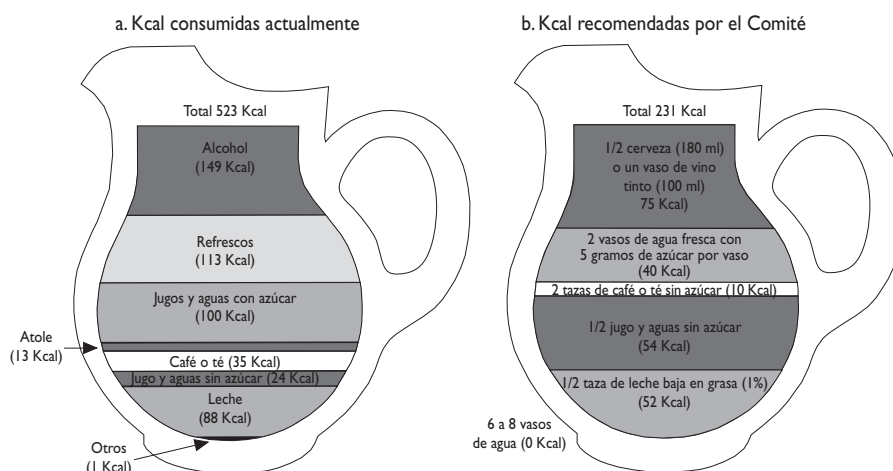 a. Kcal consumidas actualmente
Total 523 Kcal
Alcohol
(149 Kcal)
Refrescos
(113 Kcal)
Jugos y aguas con azúcar
(100 Kcal)
Atole
(13 Kcal)
Café o té (35 Kcal)
Jugo y aguas sin azúcar (24 Kcal)
Leche
(88 Kcal)
Otros
(1 Kcal)
b. Kcal recomendadas por el Comité
Total 231 Kcal
1/2 cerveza (180 ml)
o un vaso de vino
tinto (100 ml)
75 Kcal)
2 vasos de agua fresca con
5 gramos de azúcar por vaso
(40 Kcal)
2 tazas de café o té sin azúcar (10 Kcal)
1/2 jugo y aguas sin azúcar
(54 Kcal)
1/2 taza de leche baja en grasa (1%)
(52 Kcal)
6 a 8 vasos
de agua (0 Kcal)